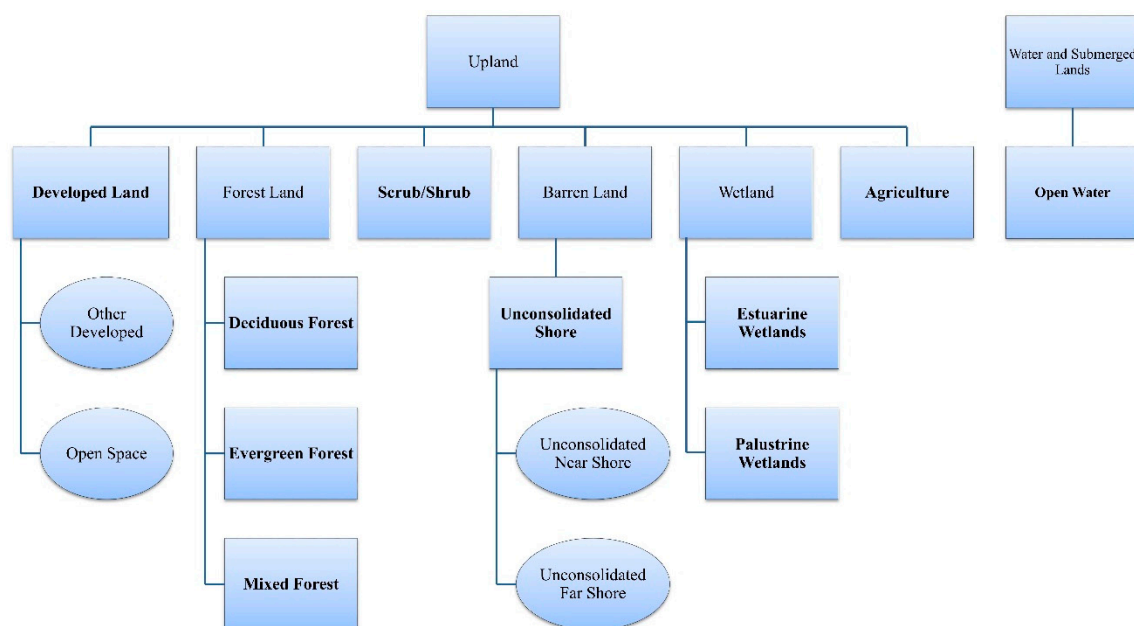 Upland
Water and Submerged
Lands
Developed Land
Forest Land
Scrub/Shrub
Barren Land
Wetland
Agriculture
Open Water
Other
Developed
Deciduous Forest
Unconsolidated
Shore
Estuarine
Wetlands
Open Space
Evergreen Forest
Unconsolidated
Near Shore
Palustrine
Wetlands
Mixed Forest
Unconsolidated
Far Shore